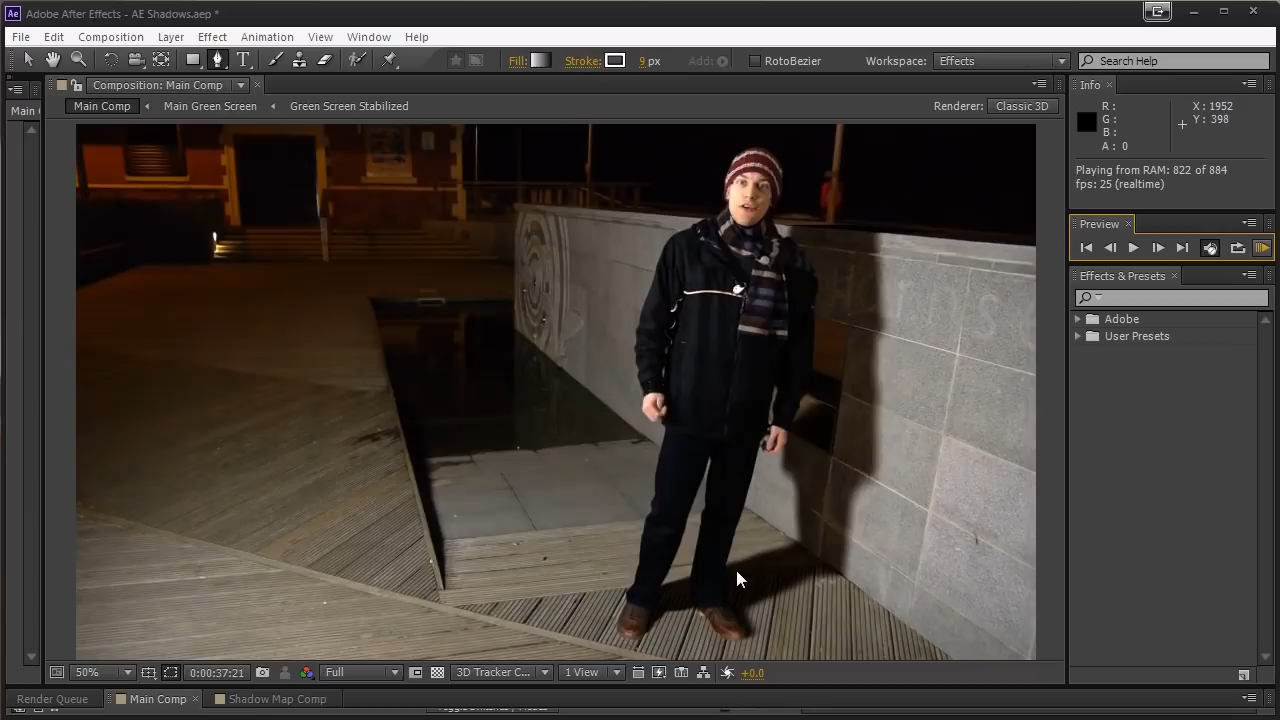 Ae Adobe After Effects - AE Shadows.aep *
File Edit Composition Layer Effect Animation View Window Help
T Fill: Stroke: 9 px Add: RotoBezier Workspace: Effects Search Help
Composition: Main Comp
Main Comp Main Green Screen Green Screen Stabilized Renderer: Classic 3D
Main
Info
R :
G :
B :
A : 0
X : 1952
Y : 398
Playing from RAM: 822 of 884
fps: 25 (realtime)
Preview
Effects & Presets
Adobe
User Presets
50% 0:00:37:21 Full 3D Tracker C... 1 View +0.0
Render Queue Main Comp Shadow Map Comp